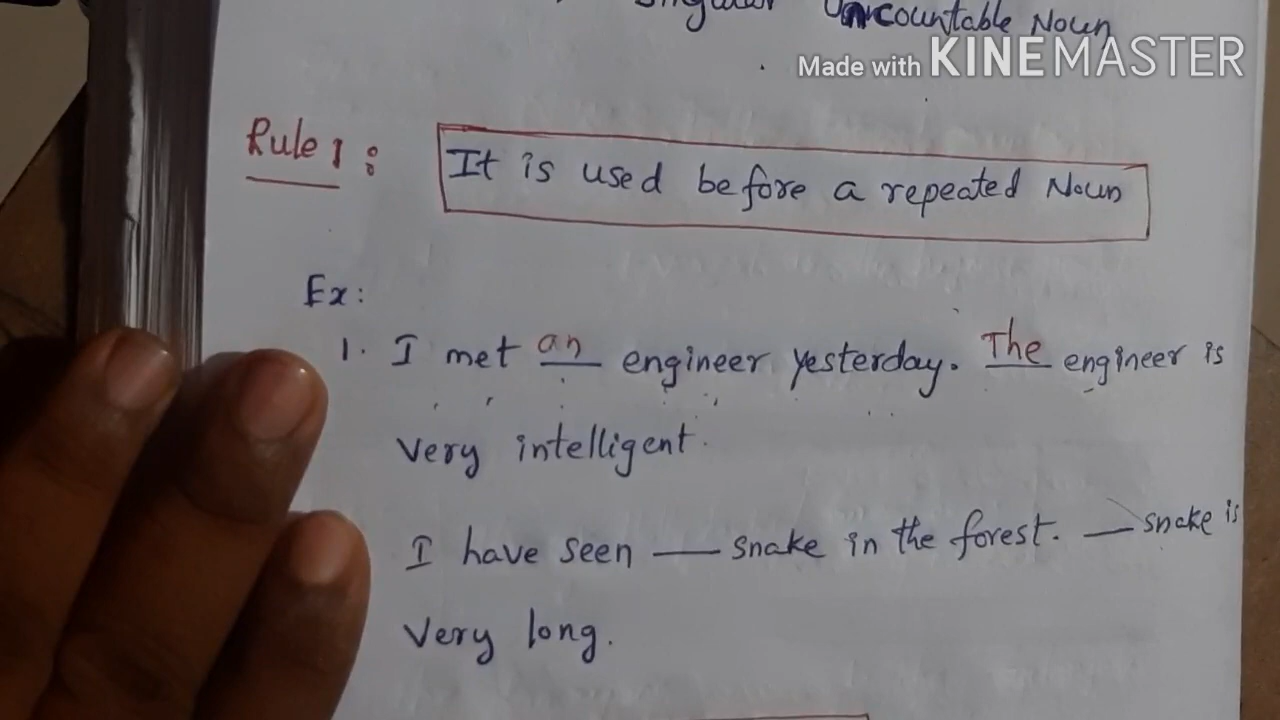 Singular Uncountable Noun
Made with KINEMASTER
Rule 1: It is used before a repeated Noun
Ex:
1. I met an engineer yesterday. The engineer is
very intelligent.
I have seen ___ snake in the forest. ___ snake is
very long.